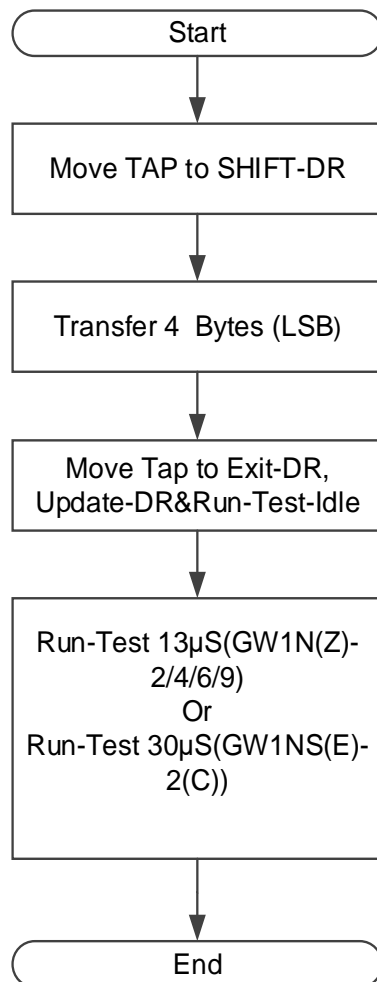 Start
Move TAP to SHIFT-DR
Transfer 4  Bytes (LSB)
Move Tap to Exit-DR,
Update-DR&Run-Test-Idle
Run-Test 13µS(GW1N(Z)-
2/4/6/9)
Or
Run-Test 30µS(GW1NS(E)-
2(C))
End